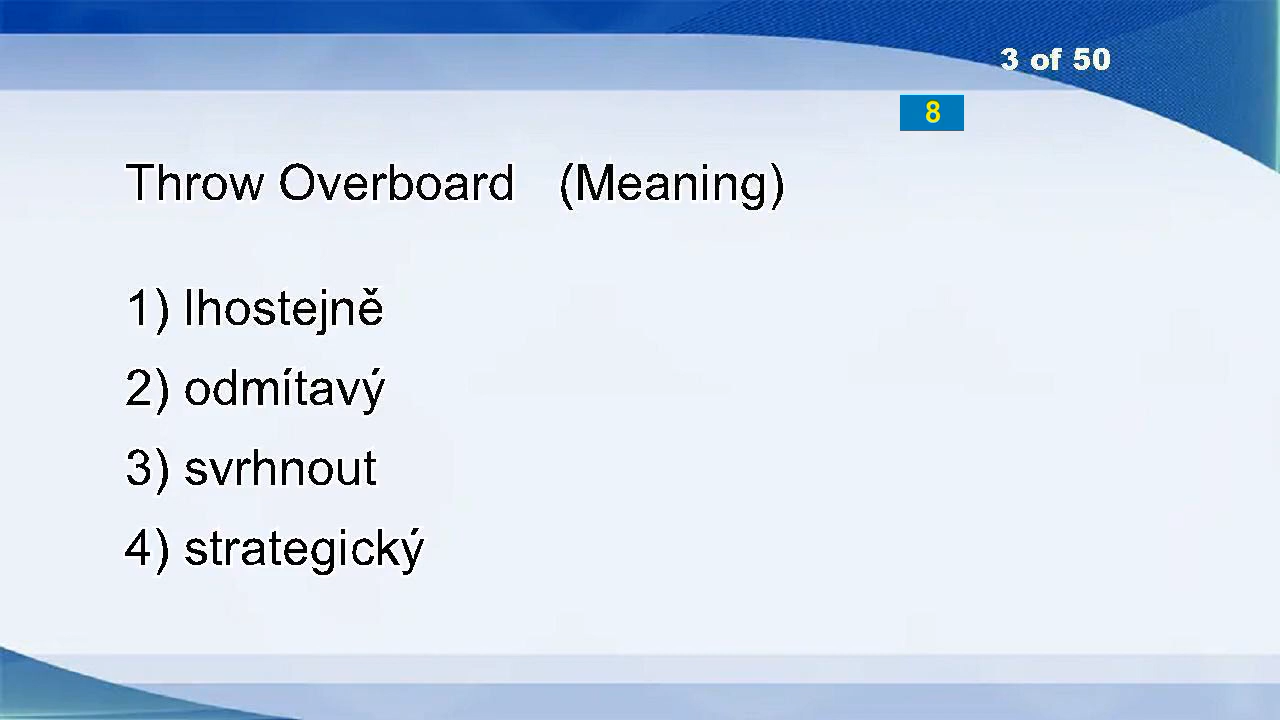 3 of 50
8
Throw Overboard (Meaning)
1) lhostejně
2) odmítavý
3) svrhnout
4) strategický